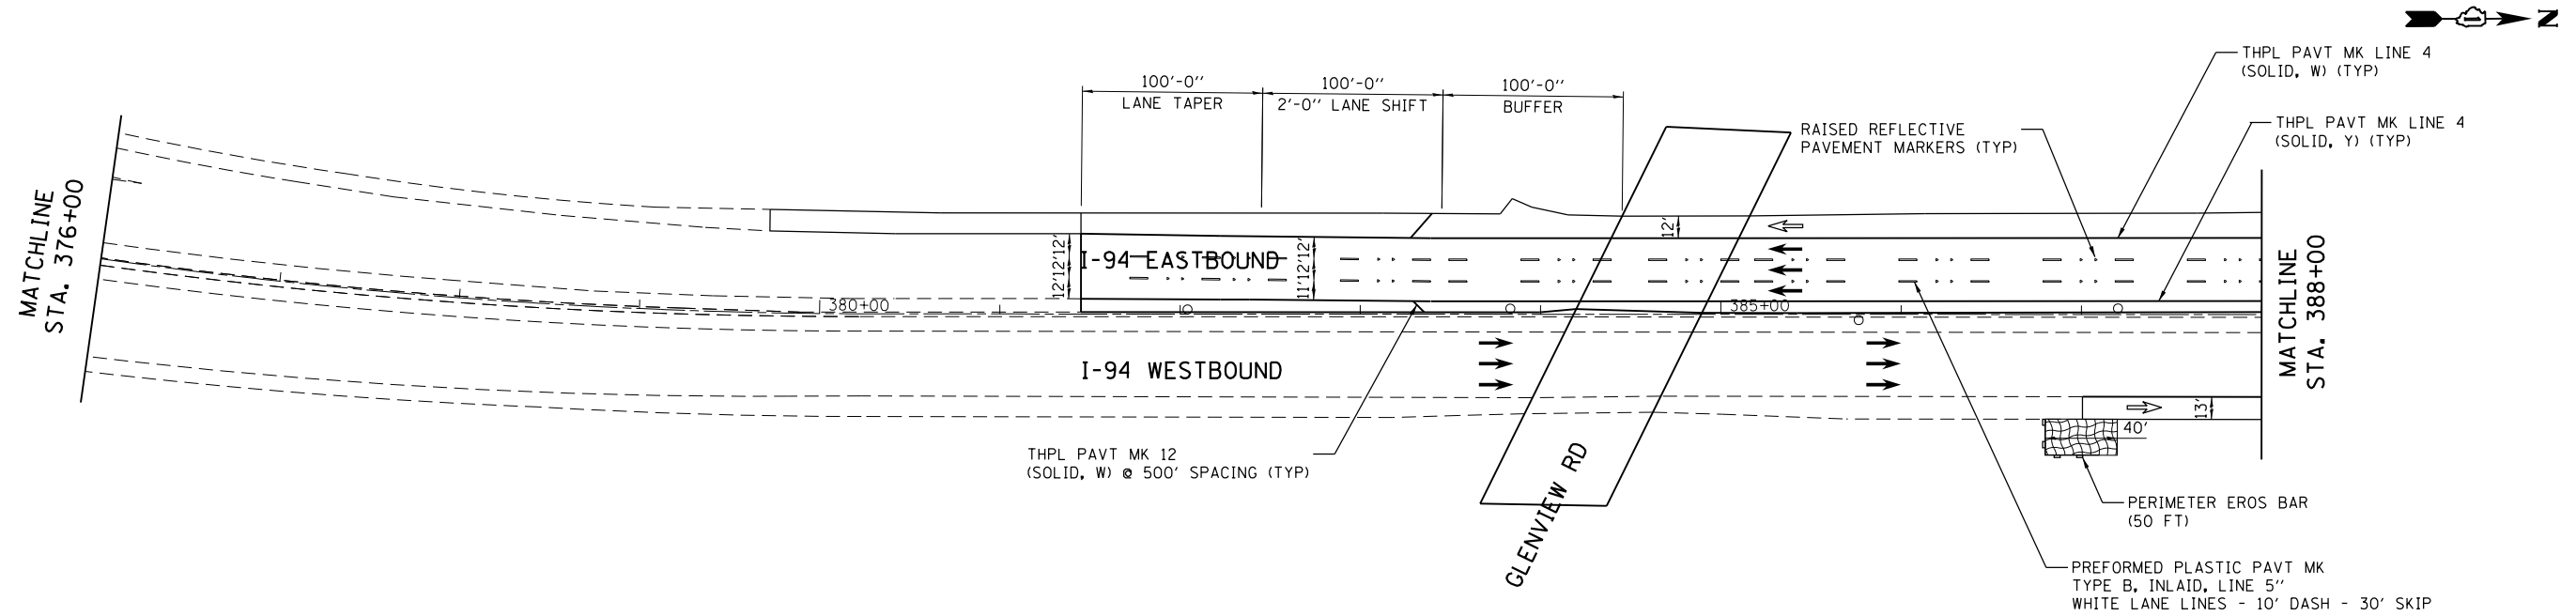 N
THPL PAVT MK LINE 4
(SOLID, W) (TYP)
100'-0"
LANE TAPER
100'-0"
2'-0" LANE SHIFT
100'-0"
BUFFER
RAISED REFLECTIVE
PAVEMENT MARKERS (TYP)
THPL PAVT MK LINE 4
(SOLID, Y) (TYP)
MATCHLINE
STA. 376+00
12'
12'
12'
12'
I-94 EASTBOUND
11'
12'
12'
380+00
385+00
MATCHLINE
STA. 388+00
I-94 WESTBOUND
13'
40'
THPL PAVT MK 12
(SOLID, W) @ 500' SPACING (TYP)
GLENVIEW RD
PERIMETER EROS BAR
(50 FT)
PREFORMED PLASTIC PAVT MK
TYPE B, INLAID, LINE 5"
WHITE LANE LINES - 10' DASH - 30' SKIP